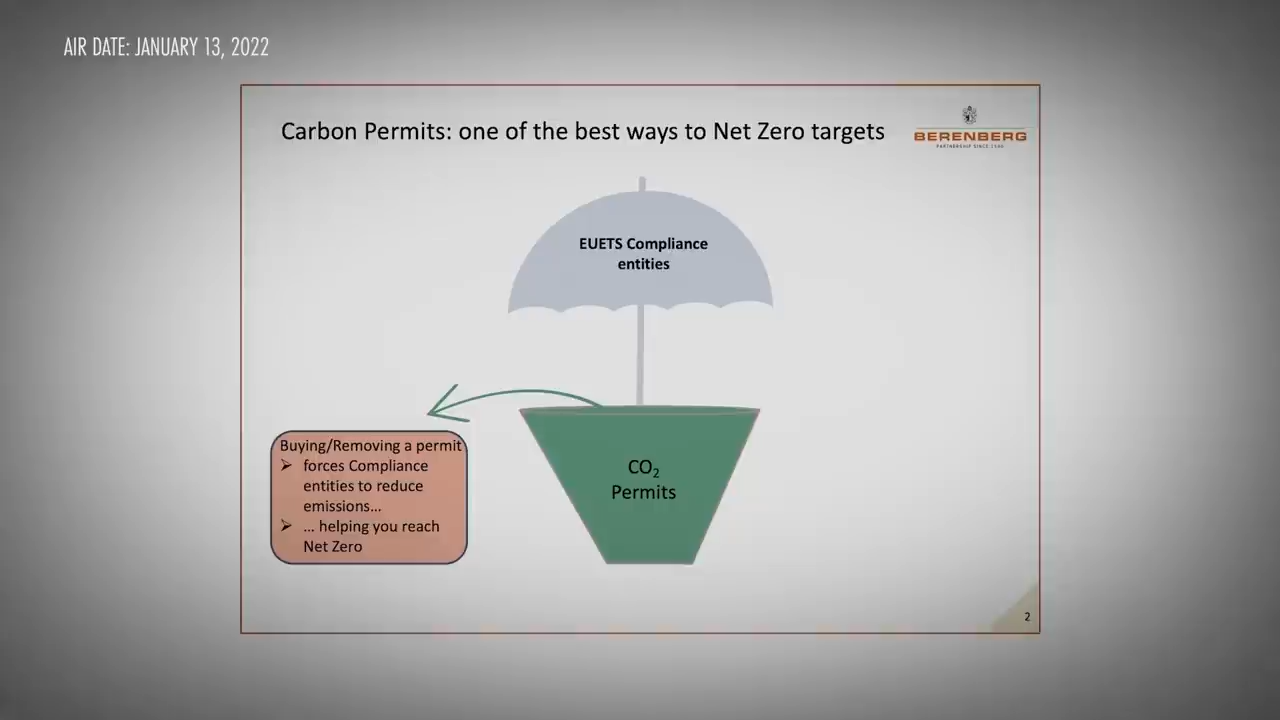 AIR DATE: JANUARY 13, 2022
Carbon Permits: one of the best ways to Net Zero targets
BERENBERG
PARTNERSHIP SINCE 1590
EUETS Compliance
entities
Buying/Removing a permit
➢ forces Compliance
entities to reduce
emissions...
➢ ... helping you reach
Net Zero
CO₂
Permits
2